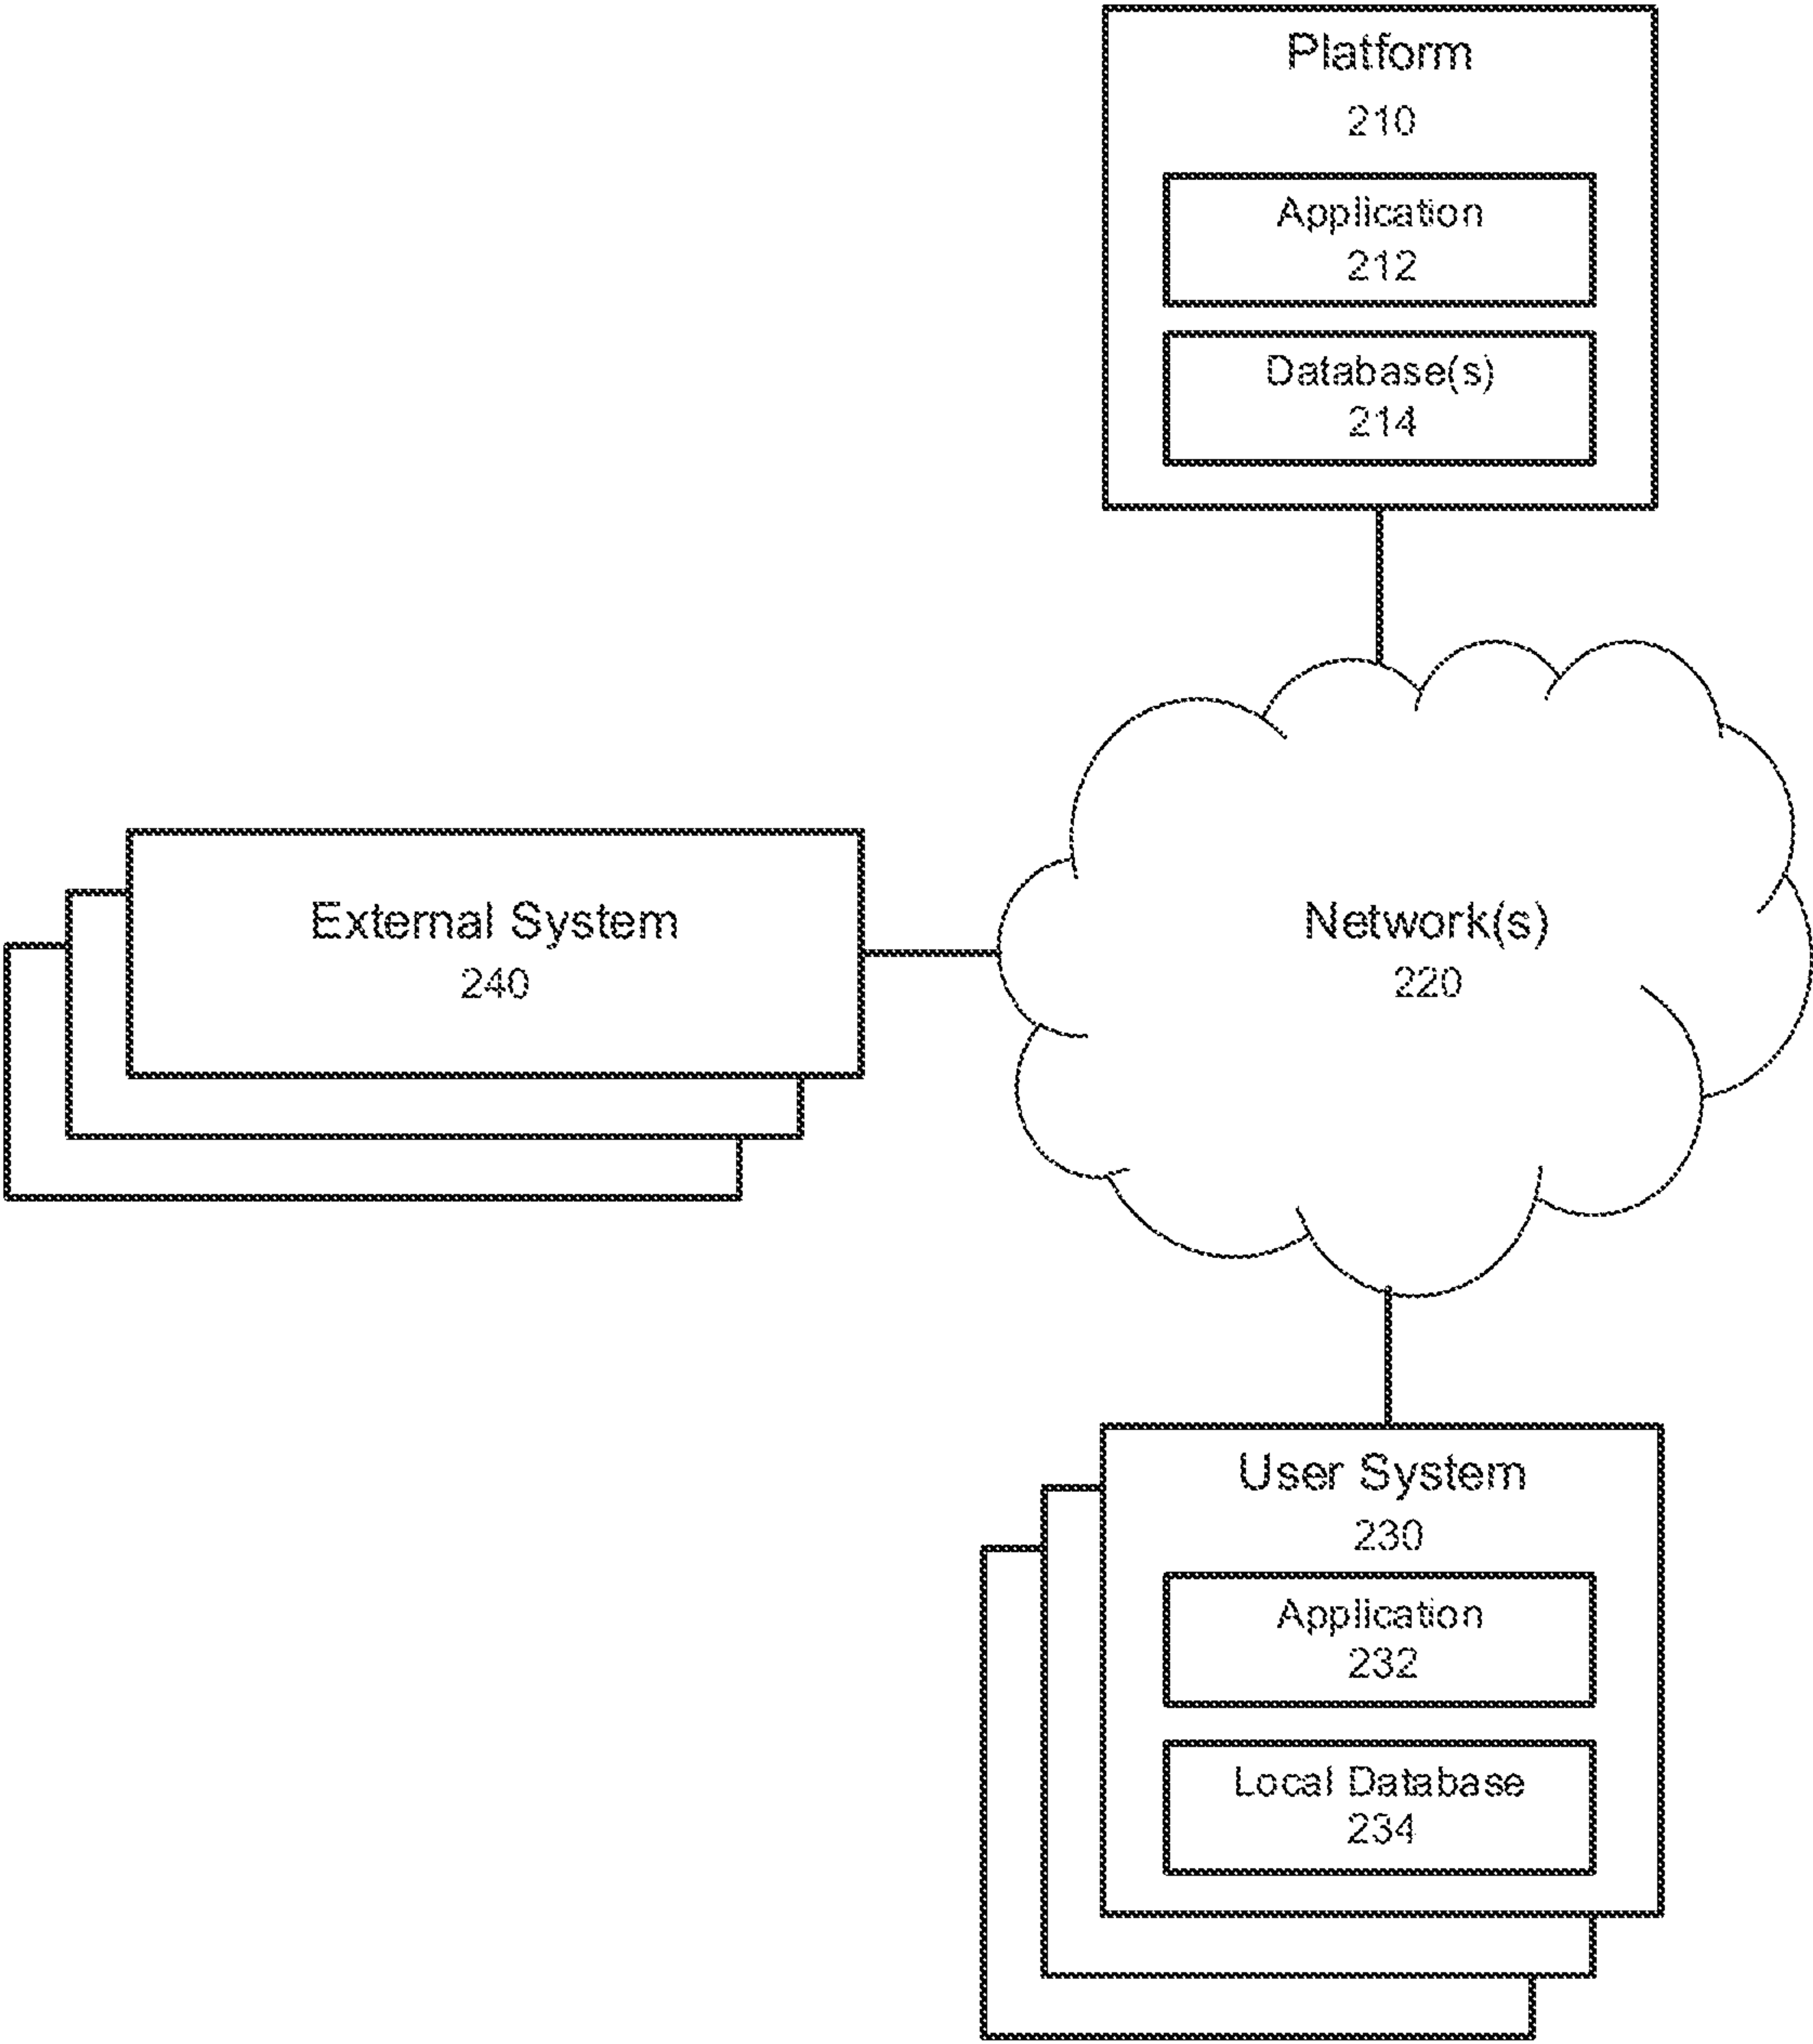 Platform
210
Application
212
Database(s)
214
External System
240
Network(s)
220
User System
230
Application
232
Local Database
234